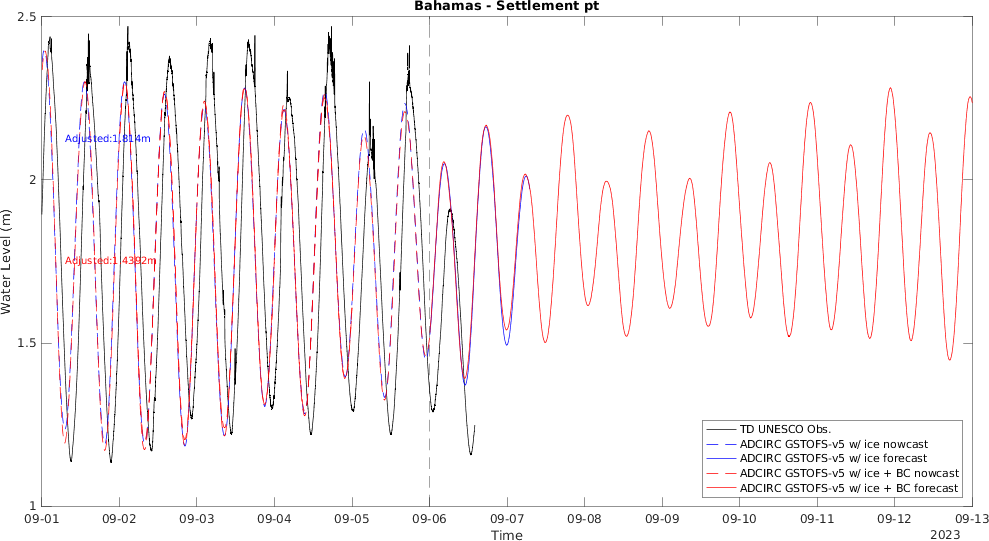 Bahamas - Settlement pt
2.5
2
1.5
1
Water Level (m)
Adjusted:1.814m
Adjusted:1.4392m
TD UNESCO Obs.
ADCIRC GSTOFS-v5 w/ ice nowcast
ADCIRC GSTOFS-v5 w/ ice forecast
ADCIRC GSTOFS-v5 w/ ice + BC nowcast
ADCIRC GSTOFS-v5 w/ ice + BC forecast
09-01 09-02 09-03 09-04 09-05 09-06 09-07 09-08 09-09 09-10 09-11 09-12 09-13
Time
2023